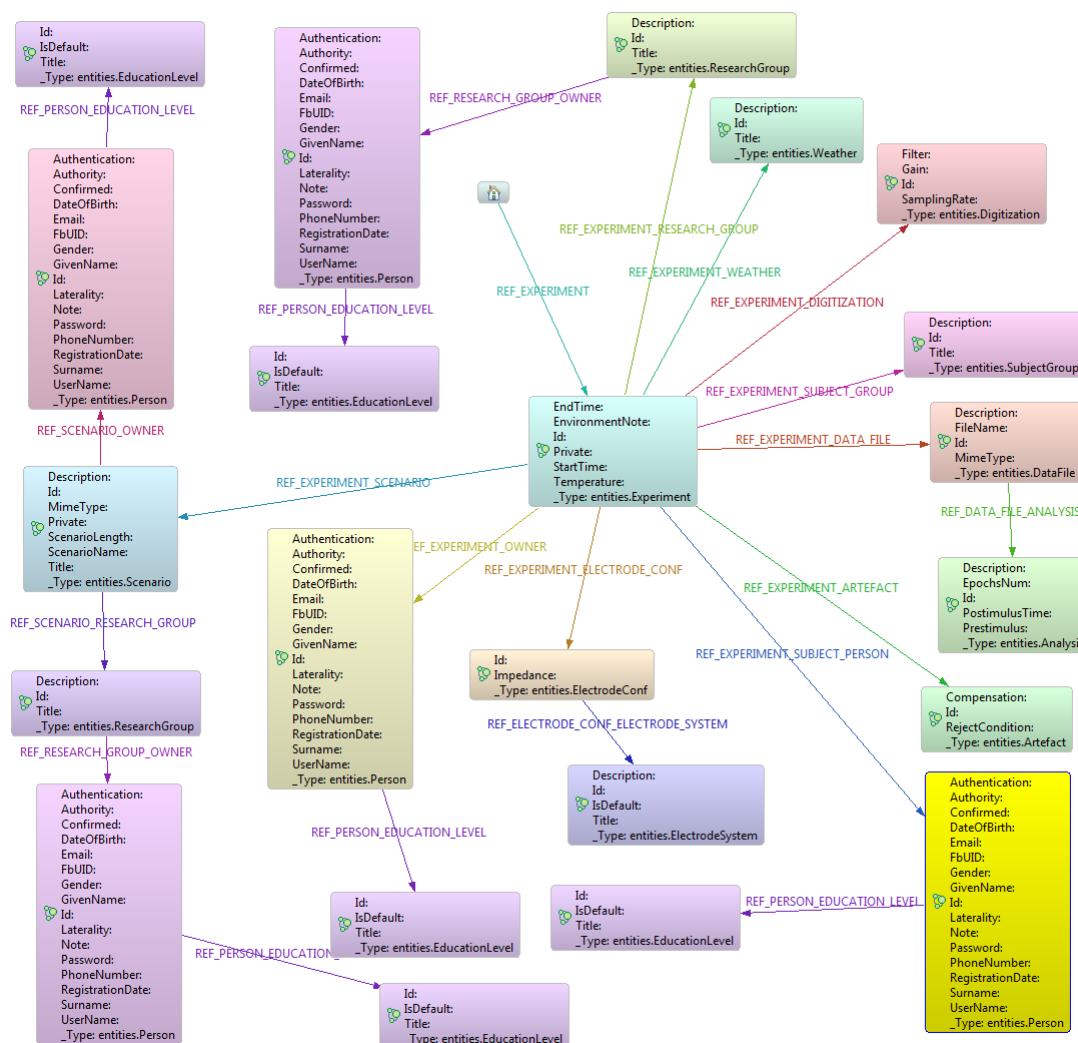 Id:
IsDefault:
Title:
_Type: entities.EducationLevel
REF_PERSON_EDUCATION_LEVEL
Authentication:
Authority:
Confirmed:
DateOfBirth:
Email:
FbUID:
Gender:
GivenName:
Id:
Laterality:
Note:
Password:
PhoneNumber:
RegistrationDate:
Surname:
UserName:
_Type: entities.Person
REF_SCENARIO_OWNER
Description:
Id:
MimeType:
Private:
ScenarioLength:
ScenarioName:
Title:
_Type: entities.Scenario
REF_SCENARIO_RESEARCH_GROUP
Description:
Id:
Title:
_Type: entities.ResearchGroup
REF_RESEARCH_GROUP_OWNER
Authentication:
Authority:
Confirmed:
DateOfBirth:
Email:
FbUID:
Gender:
GivenName:
Id:
Laterality:
Note:
Password:
PhoneNumber:
RegistrationDate:
Surname:
UserName:
_Type: entities.Person
REF_PERSON_EDUCATION_
Id:
IsDefault:
Title:
_Type: entities.EducationLevel
Authentication:
Authority:
Confirmed:
DateOfBirth:
Email:
FbUID:
Gender:
GivenName:
Id:
Laterality:
Note:
Password:
PhoneNumber:
RegistrationDate:
Surname:
UserName:
_Type: entities.Person
REF_PERSON_EDUCATION_LEVEL
Id:
IsDefault:
Title:
_Type: entities.EducationLevel
REF_RESEARCH_GROUP_OWNER
Description:
Id:
Title:
_Type: entities.ResearchGroup
REF_EXPERIMENT_RESEARCH_GROUP
Description:
Id:
Title:
_Type: entities.Weather
REF_EXPERIMENT_WEATHER
Filter:
Gain:
Id:
SamplingRate:
_Type: entities.Digitization
REF_EXPERIMENT_DIGITIZATION
REF_EXPERIMENT
Description:
Id:
Title:
_Type: entities.SubjectGroup
REF_EXPERIMENT_SUBJECT_GROUP
EndTime:
EnvironmentNote:
Id:
Private:
StartTime:
Temperature:
_Type: entities.Experiment
REF_EXPERIMENT_DATA_FILE
Description:
FileName:
Id:
MimeType:
_Type: entities.DataFile
REF_DATA_FILE_ANALYSIS
Description:
EpochsNum:
Id:
PostimulusTime:
Prestimulus:
_Type: entities.Analysis
REF_EXPERIMENT_SCENARIO
REF_EXPERIMENT_OWNER
Authentication:
Authority:
Confirmed:
DateOfBirth:
Email:
FbUID:
Gender:
GivenName:
Id:
Laterality:
Note:
Password:
PhoneNumber:
RegistrationDate:
Surname:
UserName:
_Type: entities.Person
REF_PERSON_EDUCATION_LEVEL
Id:
IsDefault:
Title:
_Type: entities.EducationLevel
REF_EXPERIMENT_ELECTRODE_CONF
Id:
Impedance:
_Type: entities.ElectrodeConf
REF_ELECTRODE_CONF_ELECTRODE_SYSTEM
Description:
Id:
IsDefault:
Title:
_Type: entities.ElectrodeSystem
REF_EXPERIMENT_ARTEFACT
Compensation:
Id:
RejectCondition:
_Type: entities.Artefact
REF_EXPERIMENT_SUBJECT_PERSON
Authentication:
Authority:
Confirmed:
DateOfBirth:
Email:
FbUID:
Gender:
GivenName:
Id:
Laterality:
Note:
Password:
PhoneNumber:
RegistrationDate:
Surname:
UserName:
_Type: entities.Person
REF_PERSON_EDUCATION_LEVEL
Id:
IsDefault:
Title:
_Type: entities.EducationLevel